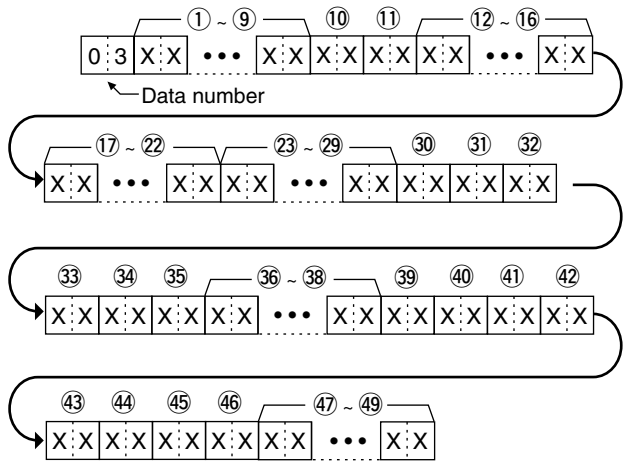 ① ~ ⑨ ⑩ ⑪ ⑫ ~ ⑯
0 3 X X ••• X X X X X X X X ••• X X
Data number
⑰ ~ ㉒ ㉓ ~ ㉙ ㉚ ㉛ ㉜
X X ••• X X X X ••• X X X X X X X X
㉝ ㉞ ㉟ ㊱ ~ ㊳ ㊴ ㊵ ㊶ ㊷
X X X X X X X X ••• X X X X X X X X X X
㊸ ㊹ ㊺ ㊻ ㊼ ~ ㊾
X X X X X X X X X X ••• X X